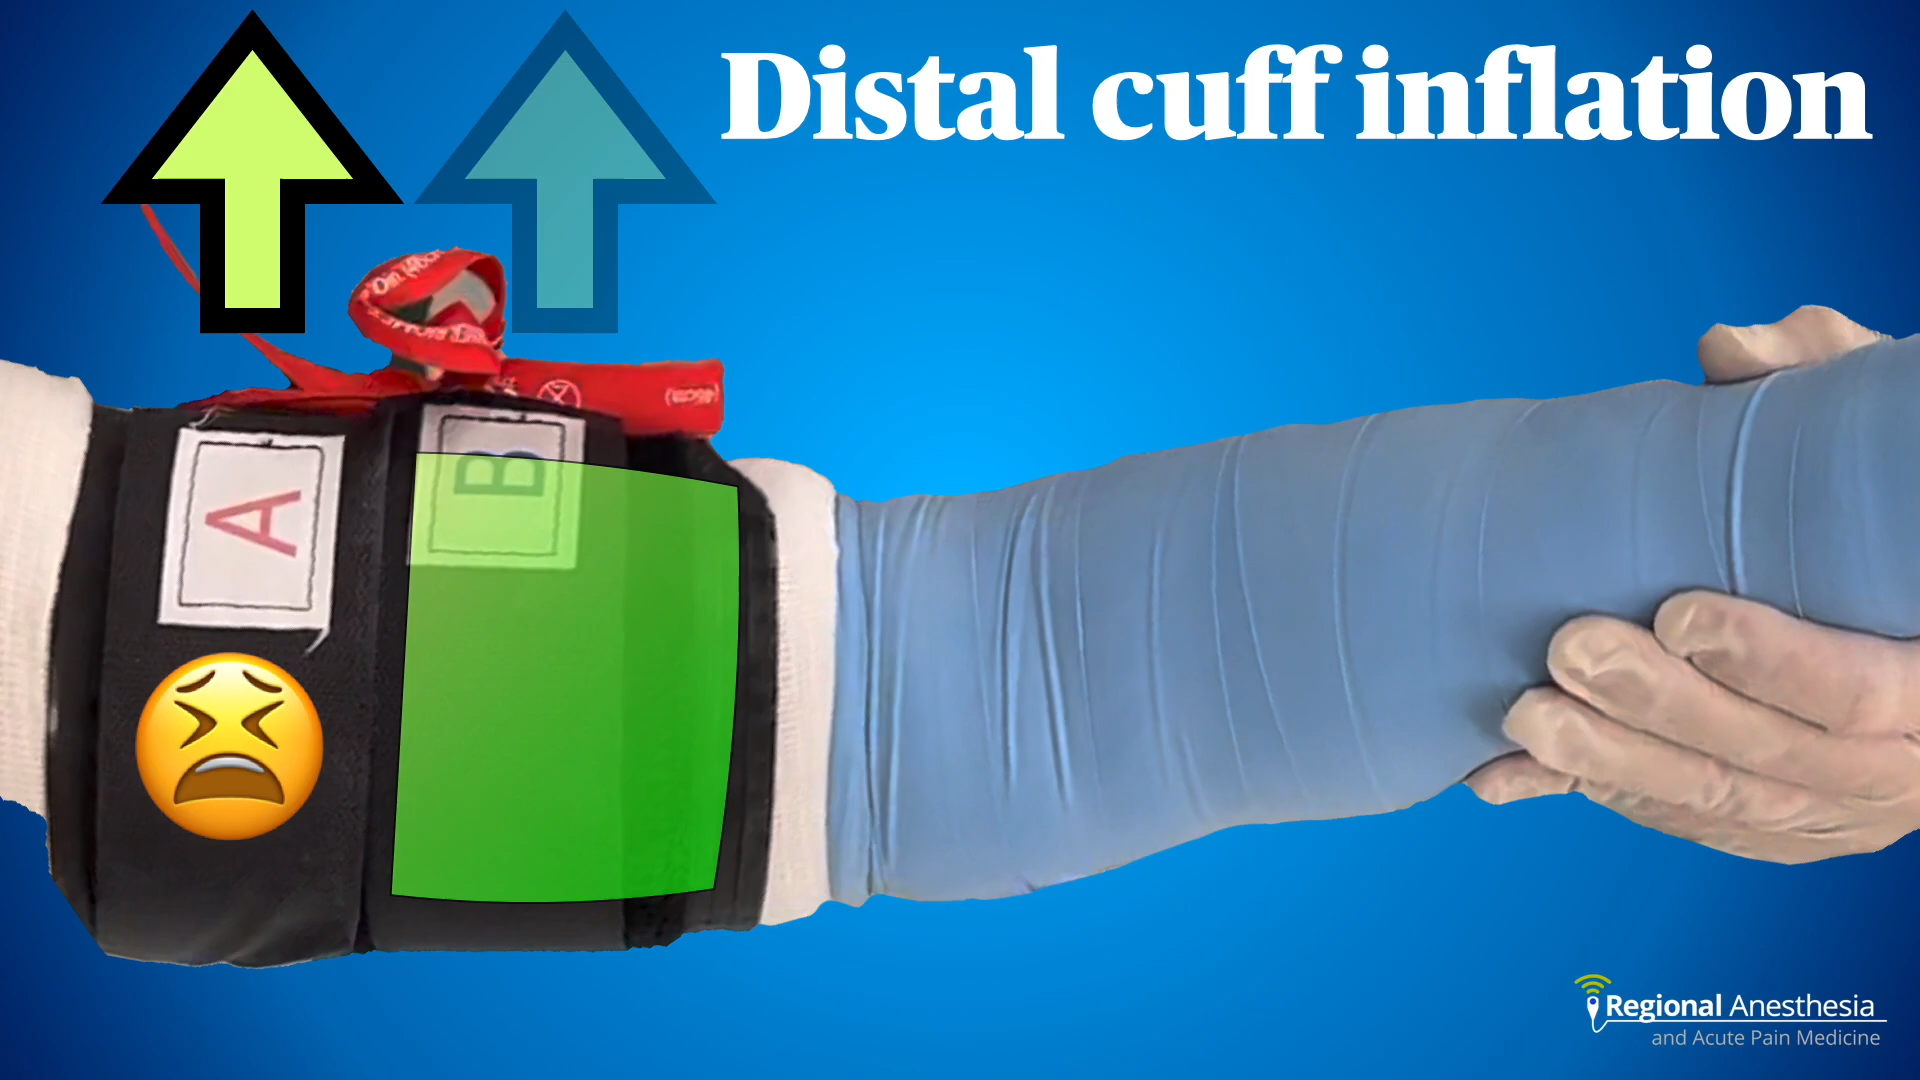 Distal cuff inflation
A
B
Regional Anesthesia
and Acute Pain Medicine